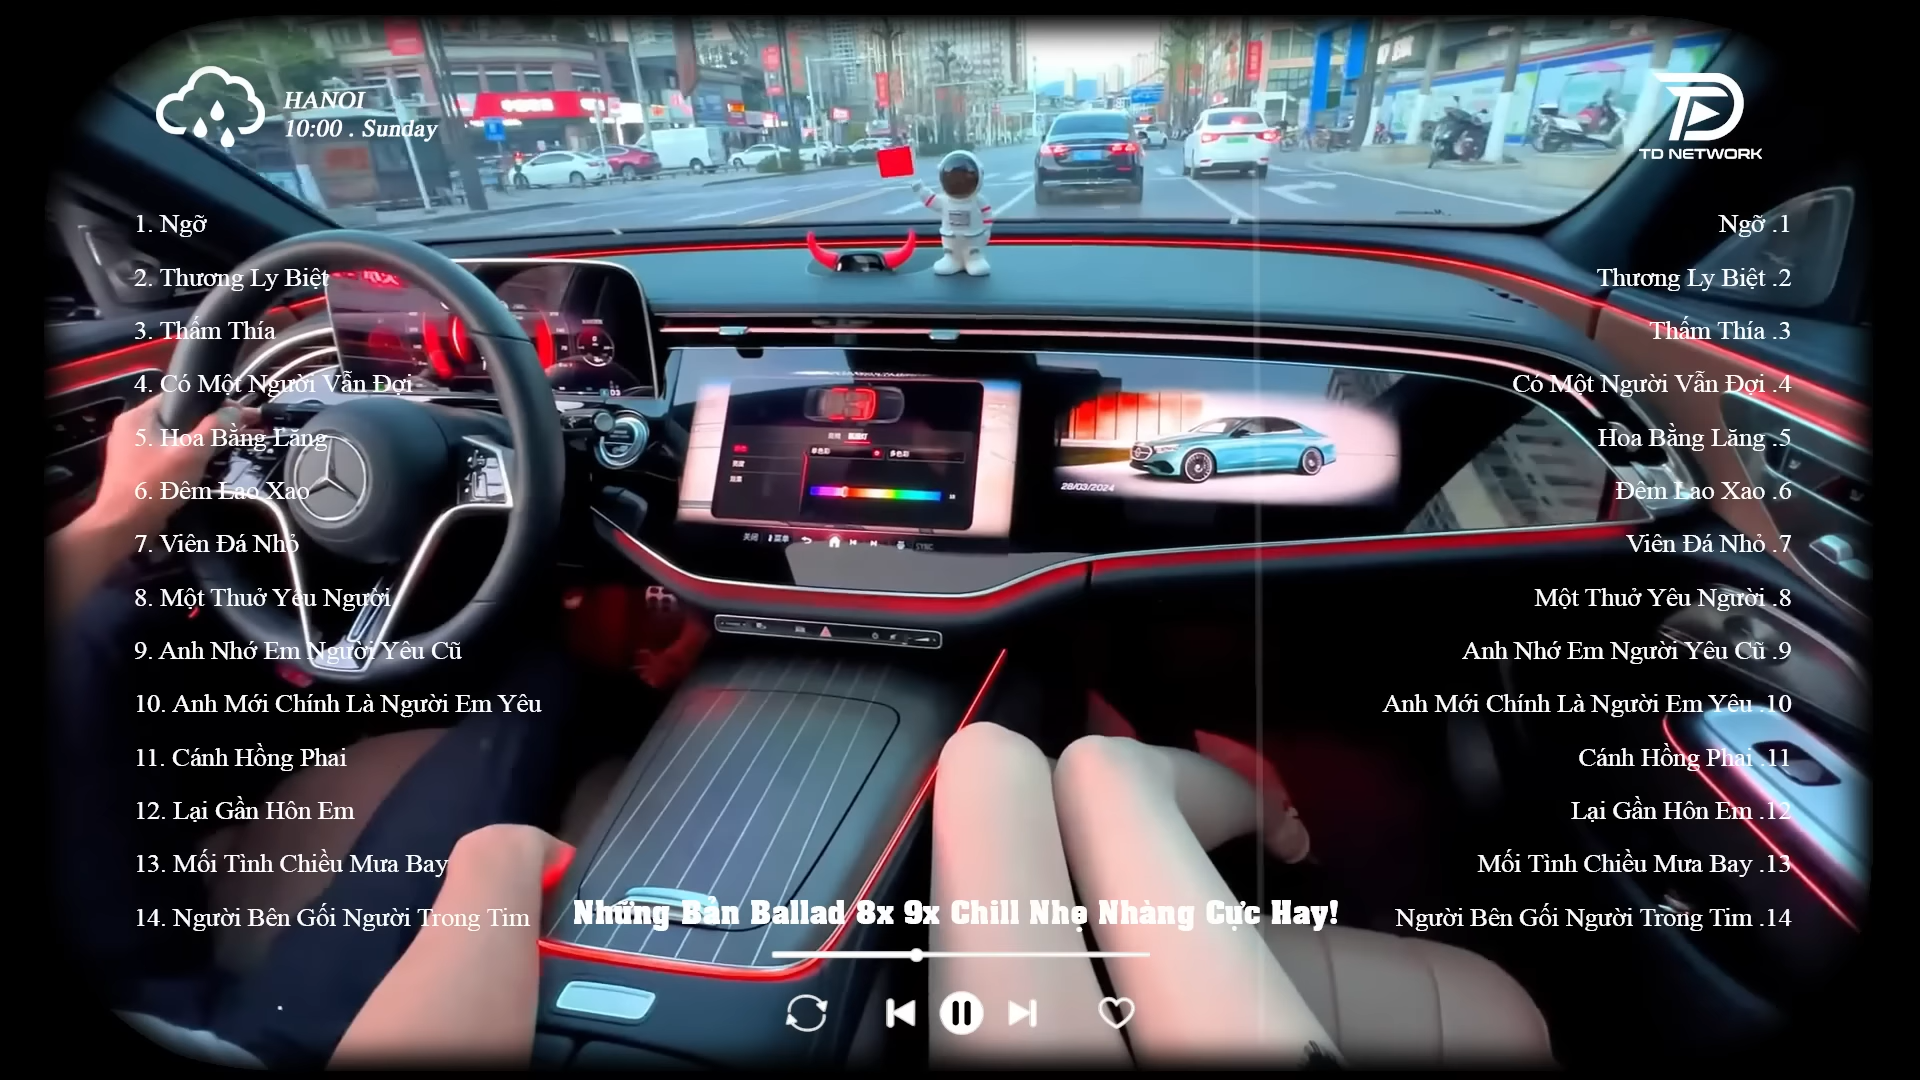 HANOI
10:00 . Sunday
TD NETWORK
1. Ngỡ
2. Thương Ly Biệt
3. Thấm Thía
4. Có Một Người Vẫn Đợi
5. Hoa Bằng Lăng
6. Đêm Lao Xao
7. Viên Đá Nhỏ
8. Một Thuở Yêu Người
9. Anh Nhớ Em Người Yêu Cũ
10. Anh Mới Chính Là Người Em Yêu
11. Cánh Hồng Phai
12. Lại Gần Hôn Em
13. Mối Tình Chiều Mưa Bay
14. Người Bên Gối Người Trong Tim
Ngỡ .1
Thương Ly Biệt .2
Thấm Thía .3
Có Một Người Vẫn Đợi .4
Hoa Bằng Lăng .5
Đêm Lao Xao .6
Viên Đá Nhỏ .7
Một Thuở Yêu Người .8
Anh Nhớ Em Người Yêu Cũ .9
Anh Mới Chính Là Người Em Yêu .10
Cánh Hồng Phai .11
Lại Gần Hôn Em .12
Mối Tình Chiều Mưa Bay .13
Người Bên Gối Người Trong Tim .14
28/03/2024
关闭 菜单 SYNC
Những Bản Ballad 8x 9x Chill Nhẹ Nhàng Cực Hay!